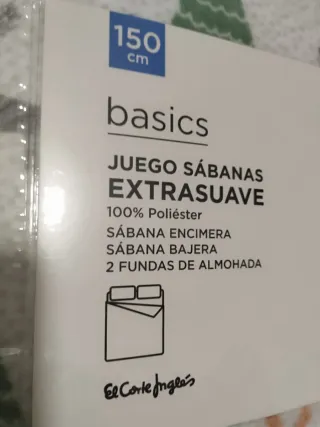 150
cm
basics
JUEGO SÁBANAS
EXTRASUAVE
100% Poliéster
SÁBANA ENCIMERA
SÁBANA BAJERA
2 FUNDAS DE ALMOHADA
El Corte Inglés